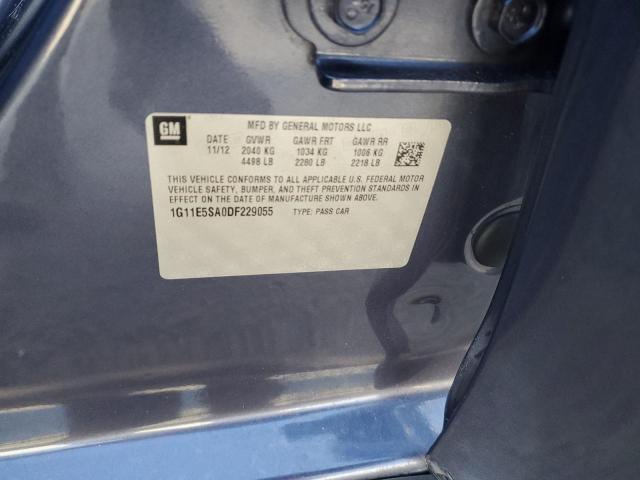 GM
MFD BY GENERAL MOTORS LLC
DATE GVWR GAWR FRT GAWR RR
11/12 2040 KG 1034 KG 1006 KG
4498 LB 2280 LB 2218 LB
THIS VEHICLE CONFORMS TO ALL APPLICABLE U.S. FEDERAL MOTOR
VEHICLE SAFETY, BUMPER, AND THEFT PREVENTION STANDARDS
IN EFFECT ON THE DATE OF MANUFACTURE SHOWN ABOVE.
1G11E5SA0DF229055 TYPE: PASS CAR